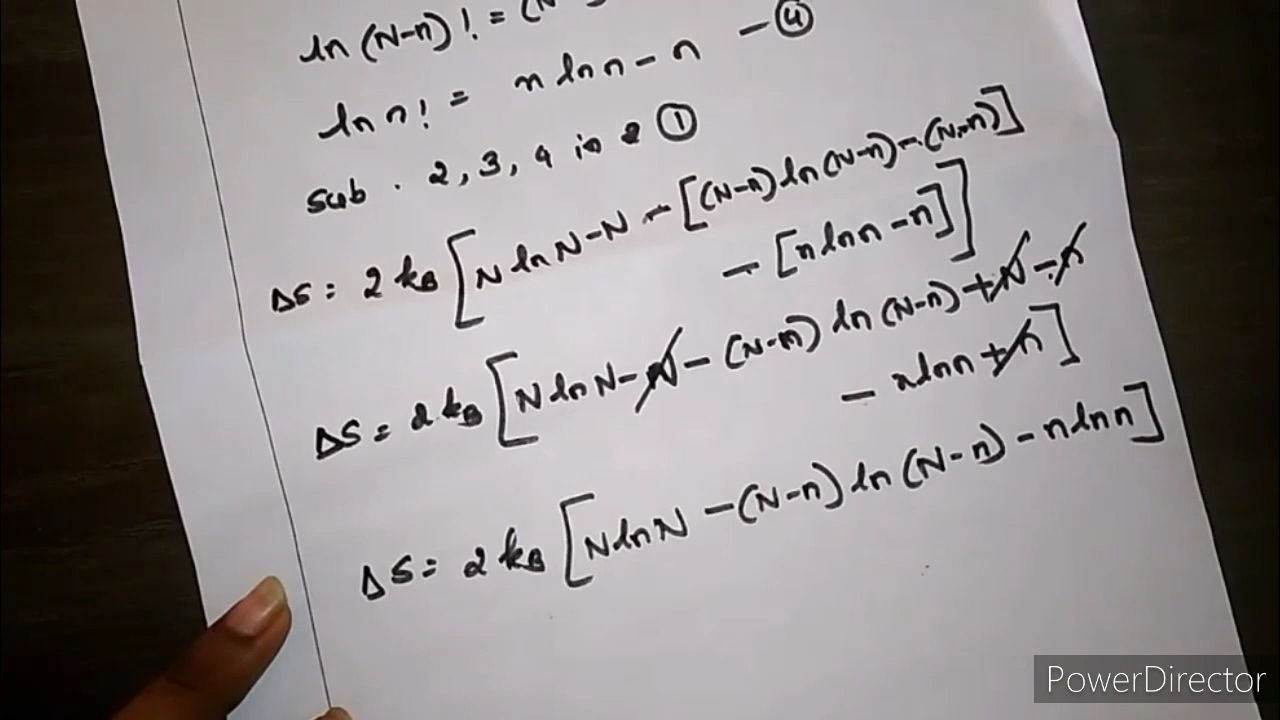 ln (N-n)! = (N
ln n! = n ln n - n - ④
Sub. 2, 3, 4 in ①
ΔS = 2 kB [N ln N - N - [(N-n) ln (N-n) - (N-n)]
- [n ln n - n]]
ΔS = 2 kB [N ln N - N - (N-n) ln (N-n) + N - n
- n ln n + n]
ΔS = 2 kB [N ln N - (N-n) ln (N-n) - n ln n]
PowerDirector